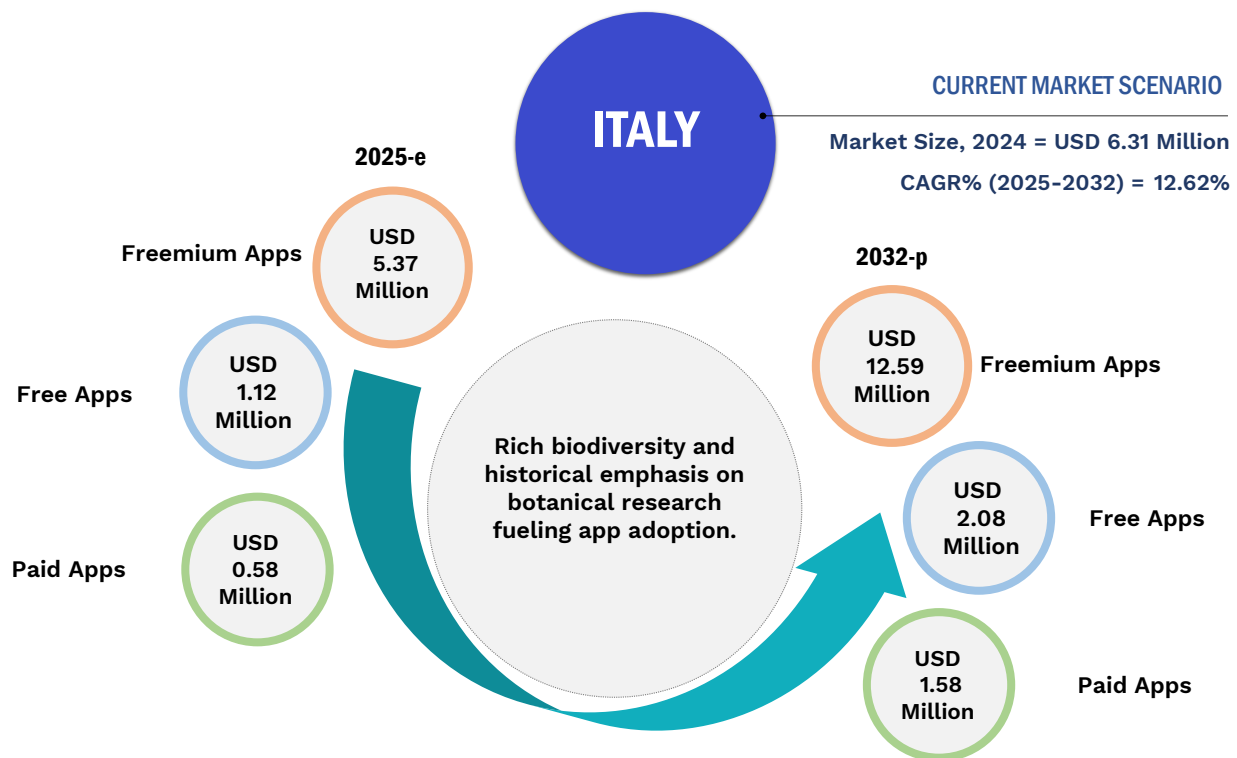 ITALY
CURRENT MARKET SCENARIO
Market Size, 2024 = USD 6.31 Million
CAGR% (2025-2032) = 12.62%
2025-e
Freemium Apps
USD
5.37
Million
Free Apps
USD
1.12
Million
Paid Apps
USD
0.58
Million
Rich biodiversity and
historical emphasis on
botanical research
fueling app adoption.
2032-p
USD
12.59
Million
Freemium Apps
USD
2.08
Million
Free Apps
USD
1.58
Million
Paid Apps